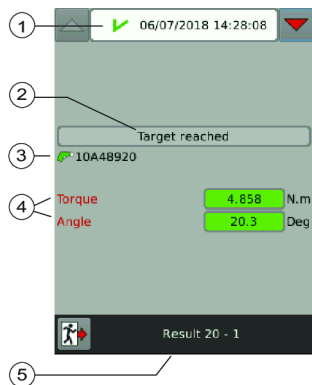 1
06/07/2018 14:28:08
2
Target reached
3
10A48920
4
Torque 4.858 N.m
Angle 20.3 Deg
Result 20 - 1
5